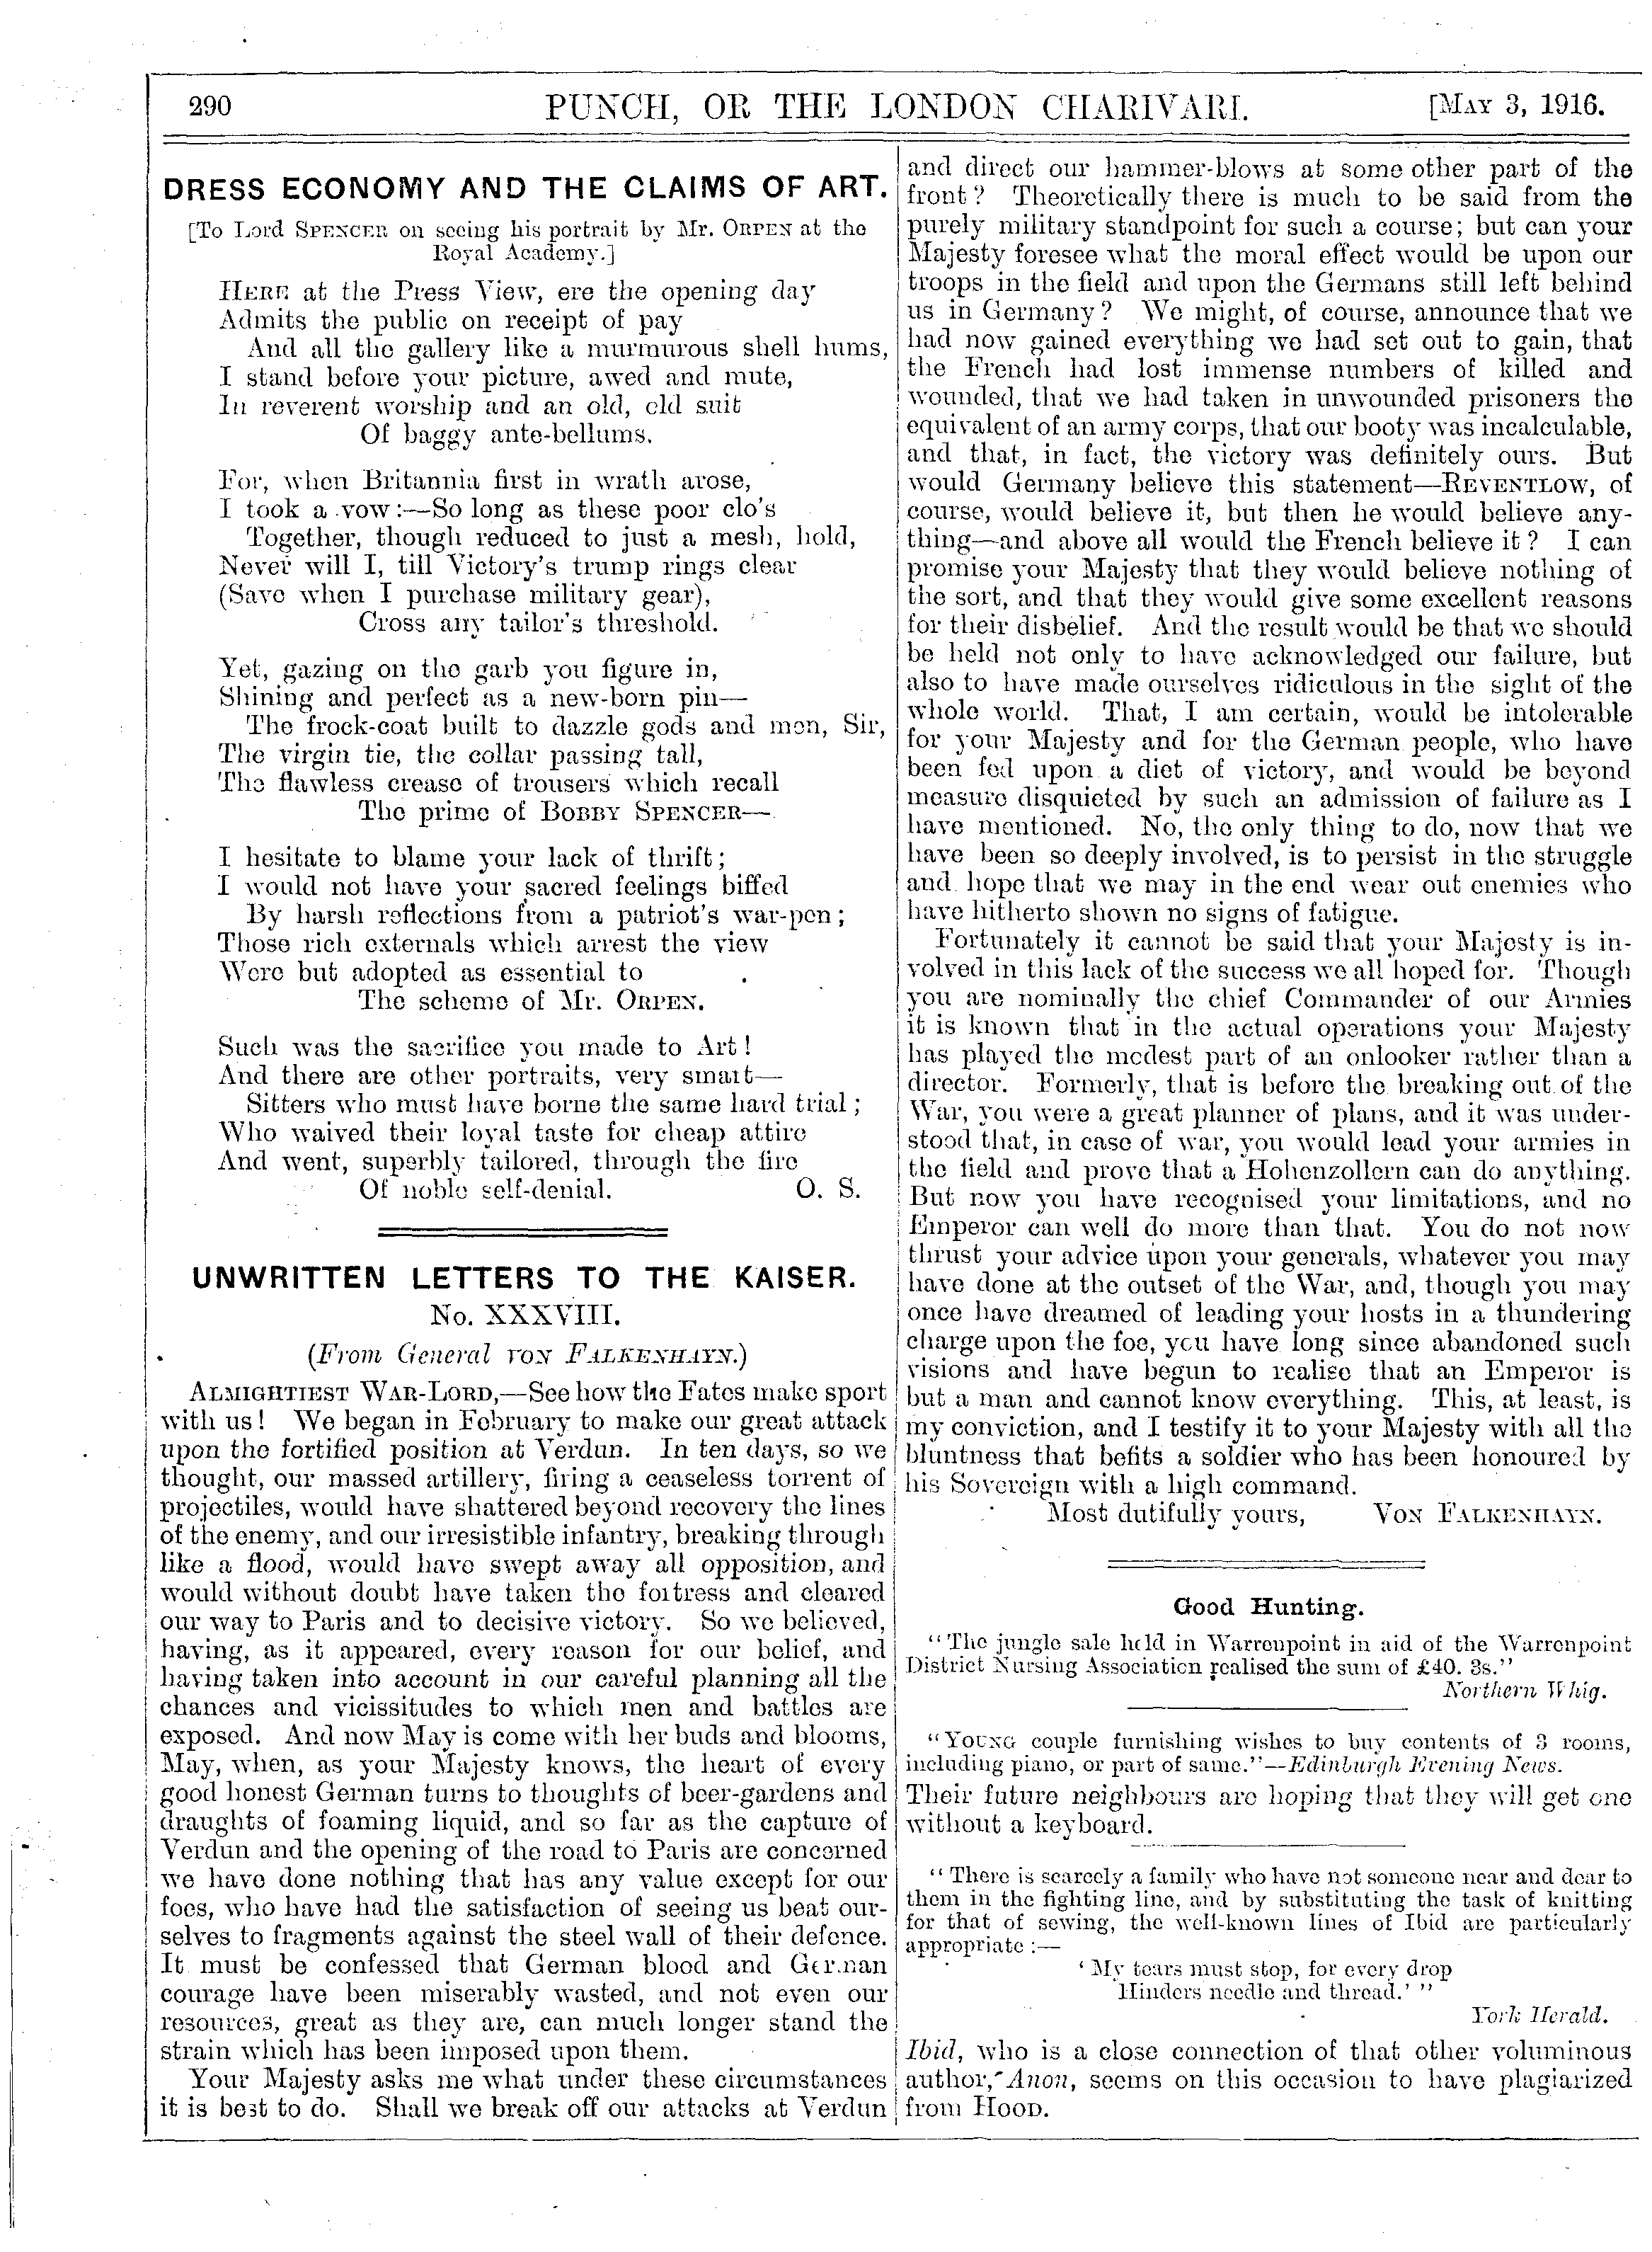 290
PUNCH, OR THE LONDON CHARIVARI.
[MAY 3, 1916.
DRESS ECONOMY AND THE CLAIMS OF ART.
[To Lord SPENCER on seeing his portrait by Mr. ORPEN at the
Royal Academy.]
HERE at the Press View, ere the opening day
Admits the public on receipt of pay
And all the gallery like a murmurous shell hums,
I stand before your picture, awed and mute,
In reverent worship and an old, old suit
Of baggy ante-bellums.
For, when Britannia first in wrath arose,
I took a vow:—So long as these poor clo's
Together, though reduced to just a mesh, hold,
Never will I, till Victory's trump rings clear
(Save when I purchase military gear),
Cross any tailor's threshold.
Yet, gazing on the garb you figure in,
Shining and perfect as a new-born pin—
The frock-coat built to dazzle gods and men, Sir,
The virgin tie, the collar passing tall,
The flawless crease of trousers which recall
The prime of BOBBY SPENCER—
I hesitate to blame your lack of thrift;
I would not have your sacred feelings biffed
By harsh reflections from a patriot's war-pen;
Those rich externals which arrest the view
Were but adopted as essential to
The scheme of Mr. ORPEN.
Such was the sacrifice you made to Art!
And there are other portraits, very smart—
Sitters who must have borne the same hard trial;
Who waived their loyal taste for cheap attire
And went, superbly tailored, through the fire
Of noble self-denial. O. S.
UNWRITTEN LETTERS TO THE KAISER.
No. XXXVIII.
(From General VON FALKENHAYN.)
ALMIGHTIEST WAR-LORD,—See how the Fates make sport
with us! We began in February to make our great attack
upon the fortified position at Verdun. In ten days, so we
thought, our massed artillery, firing a ceaseless torrent of
projectiles, would have shattered beyond recovery the lines
of the enemy, and our irresistible infantry, breaking through
like a flood, would have swept away all opposition, and
would without doubt have taken the fortress and cleared
our way to Paris and to decisive victory. So we believed,
having, as it appeared, every reason for our belief, and
having taken into account in our careful planning all the
chances and vicissitudes to which men and battles are
exposed. And now May is come with her buds and blooms,
May, when, as your Majesty knows, the heart of every
good honest German turns to thoughts of beer-gardens and
draughts of foaming liquid, and so far as the capture of
Verdun and the opening of the road to Paris are concerned
we have done nothing that has any value except for our
foes, who have had the satisfaction of seeing us beat our-
selves to fragments against the steel wall of their defence.
It must be confessed that German blood and German
courage have been miserably wasted, and not even our
resources, great as they are, can much longer stand the
strain which has been imposed upon them.
Your Majesty asks me what under these circumstances
it is best to do. Shall we break off our attacks at Verdun
and direct our hammer-blows at some other part of the
front? Theoretically there is much to be said from the
purely military standpoint for such a course; but can your
Majesty foresee what the moral effect would be upon our
troops in the field and upon the Germans still left behind
us in Germany? We might, of course, announce that we
had now gained everything we had set out to gain, that
the French had lost immense numbers of killed and
wounded, that we had taken in unwounded prisoners the
equivalent of an army corps, that our booty was incalculable,
and that, in fact, the victory was definitely ours. But
would Germany believe this statement—REVENTLOW, of
course, would believe it, but then he would believe any-
thing—and above all would the French believe it? I can
promise your Majesty that they would believe nothing of
the sort, and that they would give some excellent reasons
for their disbelief. And the result would be that we should
be held not only to have acknowledged our failure, but
also to have made ourselves ridiculous in the sight of the
whole world. That, I am certain, would be intolerable
for your Majesty and for the German people, who have
been fed upon a diet of victory, and would be beyond
measure disquieted by such an admission of failure as I
have mentioned. No, the only thing to do, now that we
have been so deeply involved, is to persist in the struggle
and hope that we may in the end wear out enemies who
have hitherto shown no signs of fatigue.
Fortunately it cannot be said that your Majesty is in-
volved in this lack of the success we all hoped for. Though
you are nominally the chief Commander of our Armies
it is known that in the actual operations your Majesty
has played the modest part of an onlooker rather than a
director. Formerly, that is before the breaking out of the
War, you were a great planner of plans, and it was under-
stood that, in case of war, you would lead your armies in
the field and prove that a Hohenzollern can do anything.
But now you have recognised your limitations, and no
Emperor can well do more than that. You do not now
thrust your advice upon your generals, whatever you may
have done at the outset of the War, and, though you may
once have dreamed of leading your hosts in a thundering
charge upon the foe, you have long since abandoned such
visions and have begun to realise that an Emperor is
but a man and cannot know everything. This, at least, is
my conviction, and I testify it to your Majesty with all the
bluntness that befits a soldier who has been honoured by
his Sovereign with a high command.
Most dutifully yours, VON FALKENHAYN.
Good Hunting.
"The jungle sale held in Warrenpoint in aid of the Warrenpoint
District Nursing Association realised the sum of £40. 3s."
Northern Whig.
"YOUNG couple furnishing wishes to buy contents of 3 rooms,
including piano, or part of same."—Edinburgh Evening News.
Their future neighbours are hoping that they will get one
without a keyboard.
"There is scarcely a family who have not someone near and dear to
them in the fighting line, and by substituting the task of knitting
for that of sewing, the well-known lines of Ibid are particularly
appropriate:—
'My tears must stop, for every drop
Hinders needle and thread.'"
York Herald.
Ibid, who is a close connection of that other voluminous
author, Anon, seems on this occasion to have plagiarized
from HOOD.